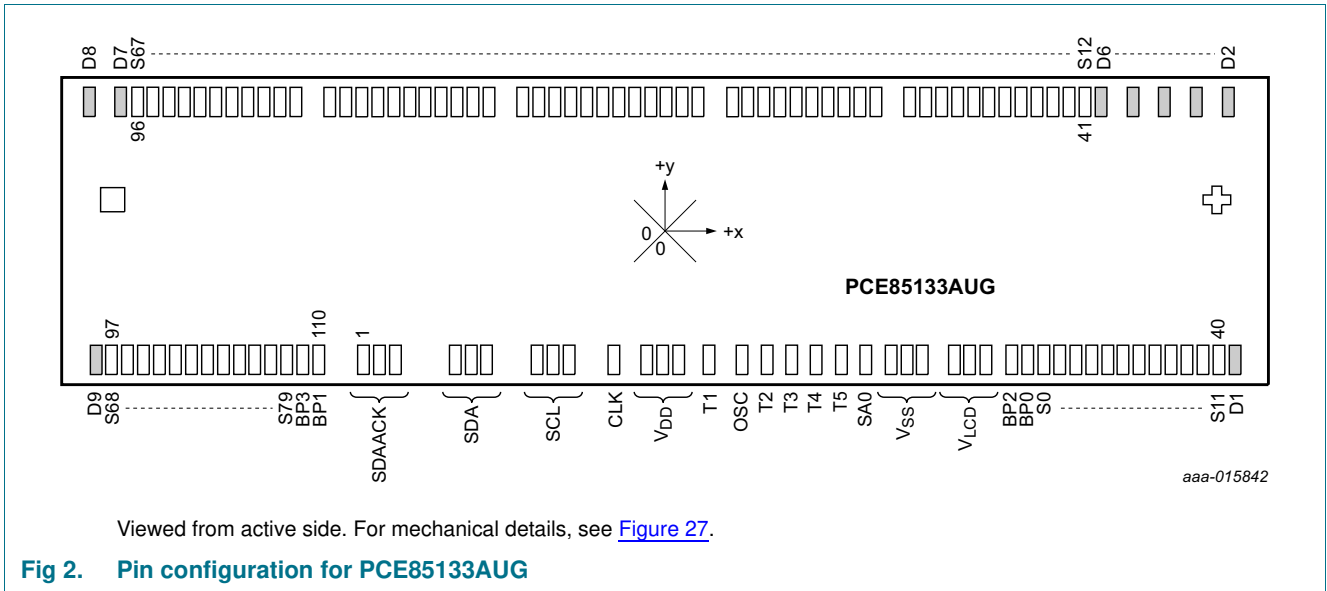 D8 D7 S67 S12 D6 D2
96 41
+y
0 +x
0
PCE85133AUG
97 110 1 40
D9 S68 S79 BP3 BP1 SDAACK SDA SCL CLK VDD T1 OSC T2 T3 T4 T5 SA0 VSS VLCD BP2 BP0 S0 S11 D1
aaa-015842
Viewed from active side. For mechanical details, see Figure 27.
Fig 2. Pin configuration for PCE85133AUG